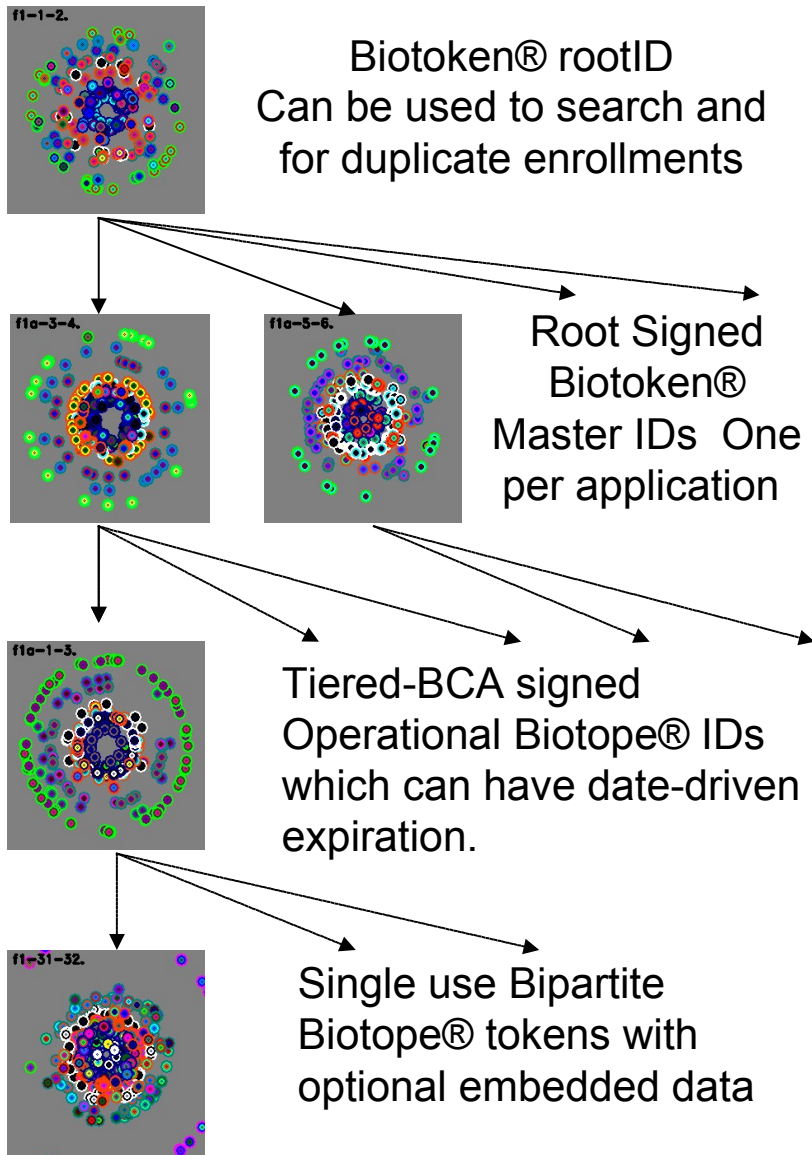 f1-1-2.
Biotoken® rootID
Can be used to search and
for duplicate enrollments
f1a-3-4.
f1a-5-6.
Root Signed
Biotoken®
Master IDs One
per application
f1a-1-3.
Tiered-BCA signed
Operational Biotope® IDs
which can have date-driven
expiration.
f1-31-32.
Single use Bipartite
Biotope® tokens with
optional embedded data